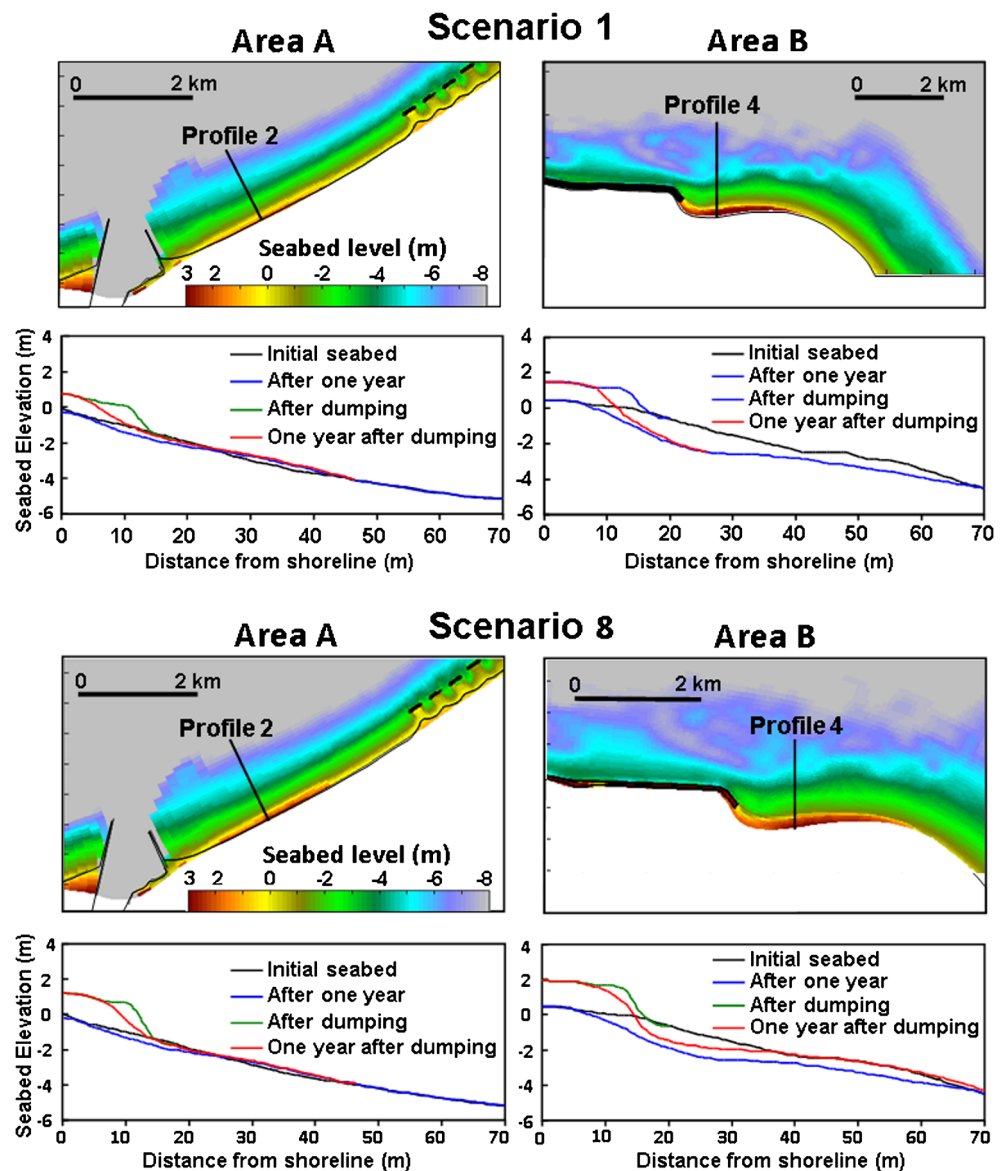 Scenario 1
Area A
Area B
0 2 km
Profile 2
Seabed level (m)
3 2 0 -2 -4 -6 -8
0 2 km
Profile 4
Seabed Elevation (m)
4
2
0
-2
-4
-6
Initial seabed
After one year
After dumping
One year after dumping
0 10 20 30 40 50 60 70
Distance from shoreline (m)
4
2
0
-2
-4
-6
Initial seabed
After one year
After dumping
One year after dumping
0 10 20 30 40 50 60 70
Distance from shoreline (m)
Scenario 8
Area A
Area B
0 2 km
Profile 2
Seabed level (m)
3 2 0 -2 -4 -6 -8
0 2 km
Profile 4
Seabed Elevation (m)
4
2
0
-2
-4
-6
Initial seabed
After one year
After dumping
One year after dumping
0 10 20 30 40 50 60 70
Distance from shoreline (m)
4
2
0
-2
-4
-6
Initial seabed
After one year
After dumping
One year after dumping
0 10 20 30 40 50 60 70
Distance from shoreline (m)